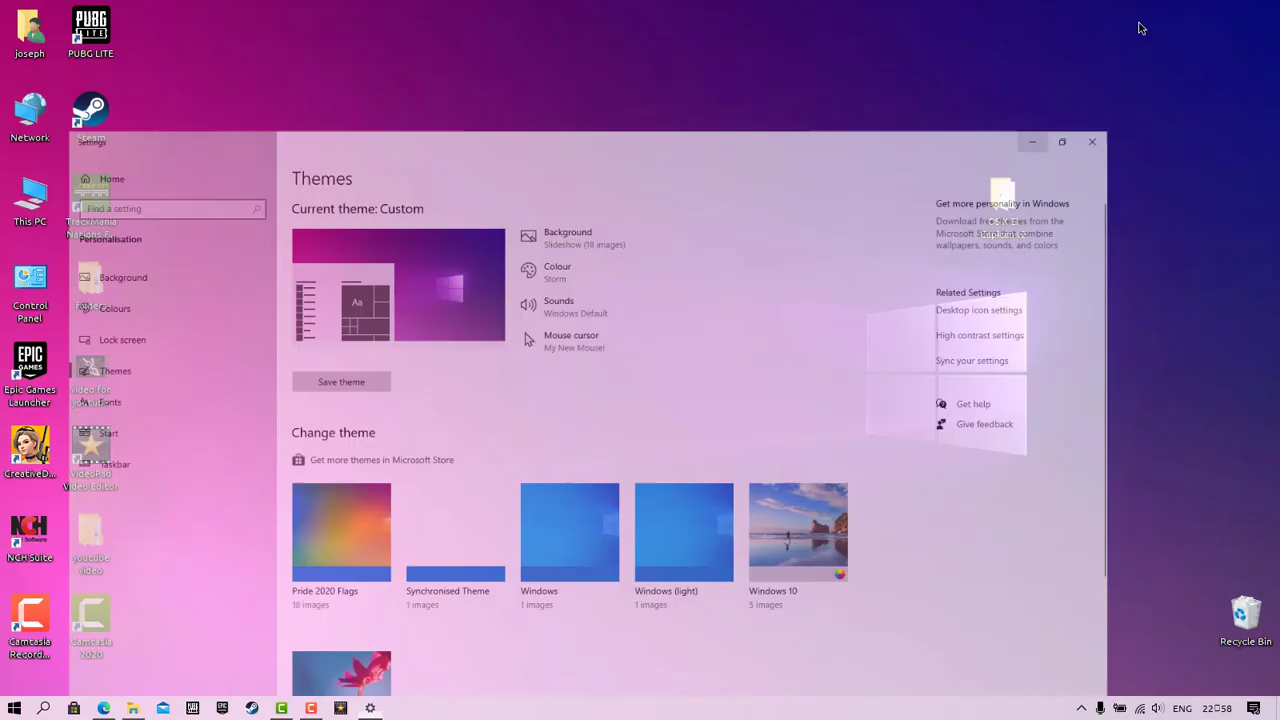 joseph
PUBG LITE
Network
Steam
This PC
TrackMania
Nations F...
Control
Panel
folder
Epic Games
Launcher
video for
CreativeD...
VideoPad
Video Editor
NCH Suite
youtube
video
Camtasia
Record...
Camtasia
2020
Settings
Home
Find a setting
Personalisation
Background
Colours
Lock screen
Themes
Fonts
Start
Taskbar
Themes
Current theme: Custom
Aa
Background
Slideshow (18 images)
Colour
Storm
Sounds
Windows Default
Mouse cursor
My New Mouse!
Save theme
Change theme
Get more themes in Microsoft Store
Pride 2020 Flags
18 images
Synchronised Theme
1 images
Windows
1 images
Windows (light)
1 images
Windows 10
5 images
Get more personality in Windows
Download free themes from the
Microsoft Store that combine
wallpapers, sounds, and colors
Related Settings
Desktop icon settings
High contrast settings
Sync your settings
Get help
Give feedback
Recycle Bin
ENG
22:58